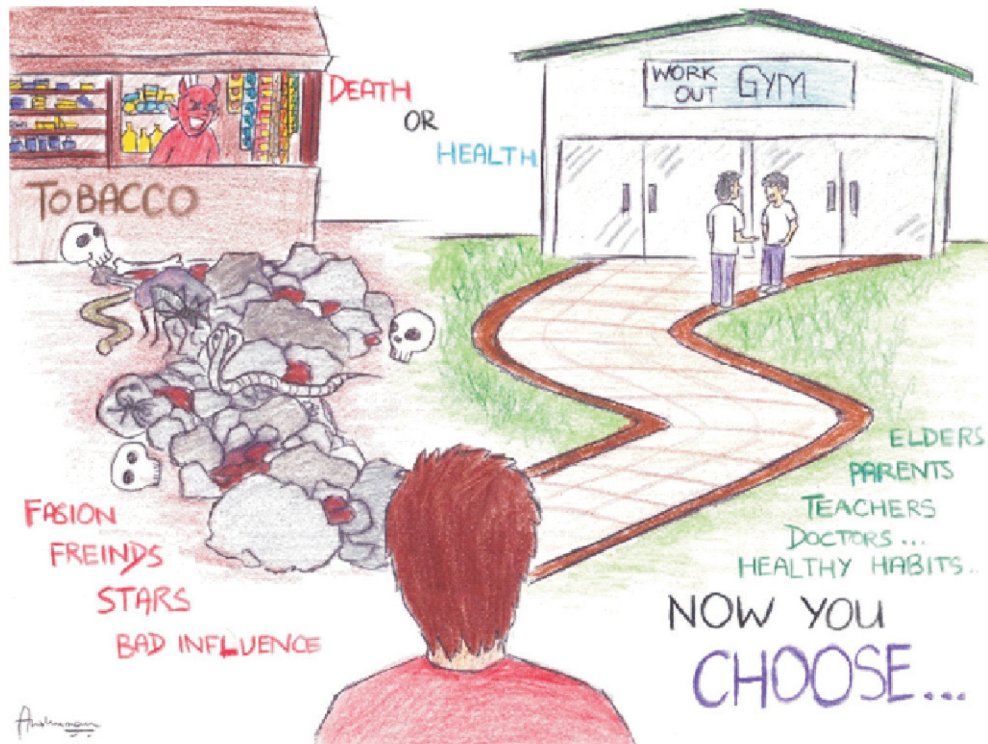 DEATH
OR
HEALTH
WORK
OUT GYM
TOBACCO
FASION
FREINDS
STARS
BAD INFLUENCE
ELDERS
PARENTS
TEACHERS
DOCTORS...
HEALTHY HABITS..
NOW YOU
CHOOSE...